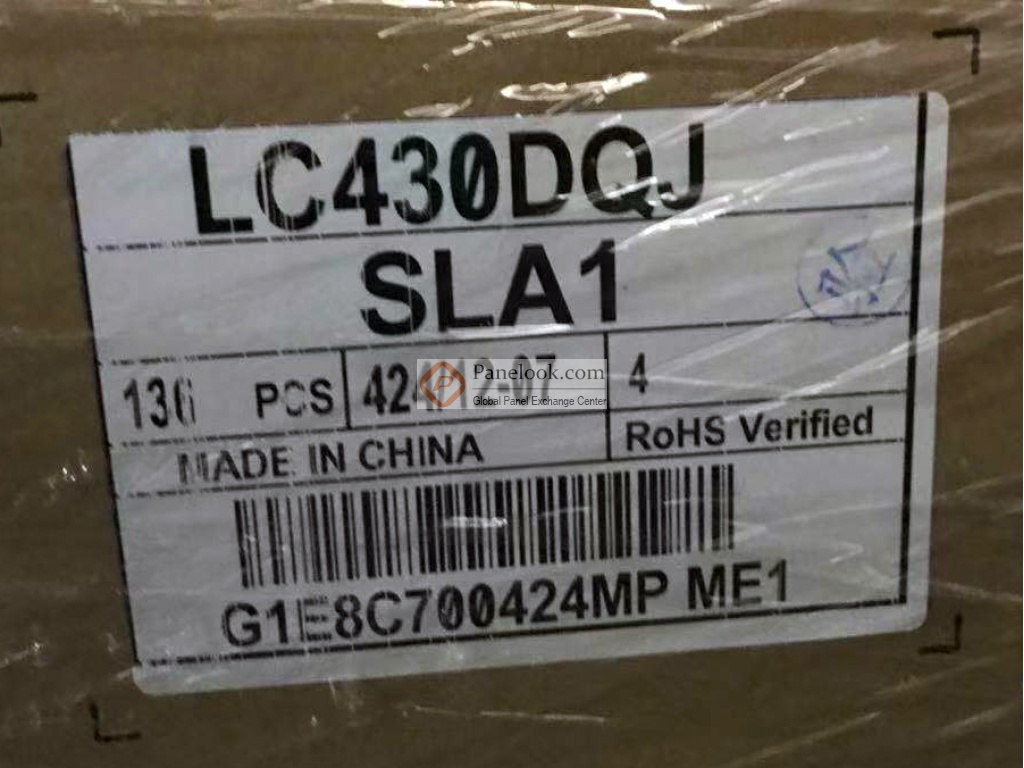 LC430DQJ
SLA1
136 PCS
4
Panelook.com
Global Panel Exchange Center
MADE IN CHINA
RoHS Verified
G1E8C700424MP ME1